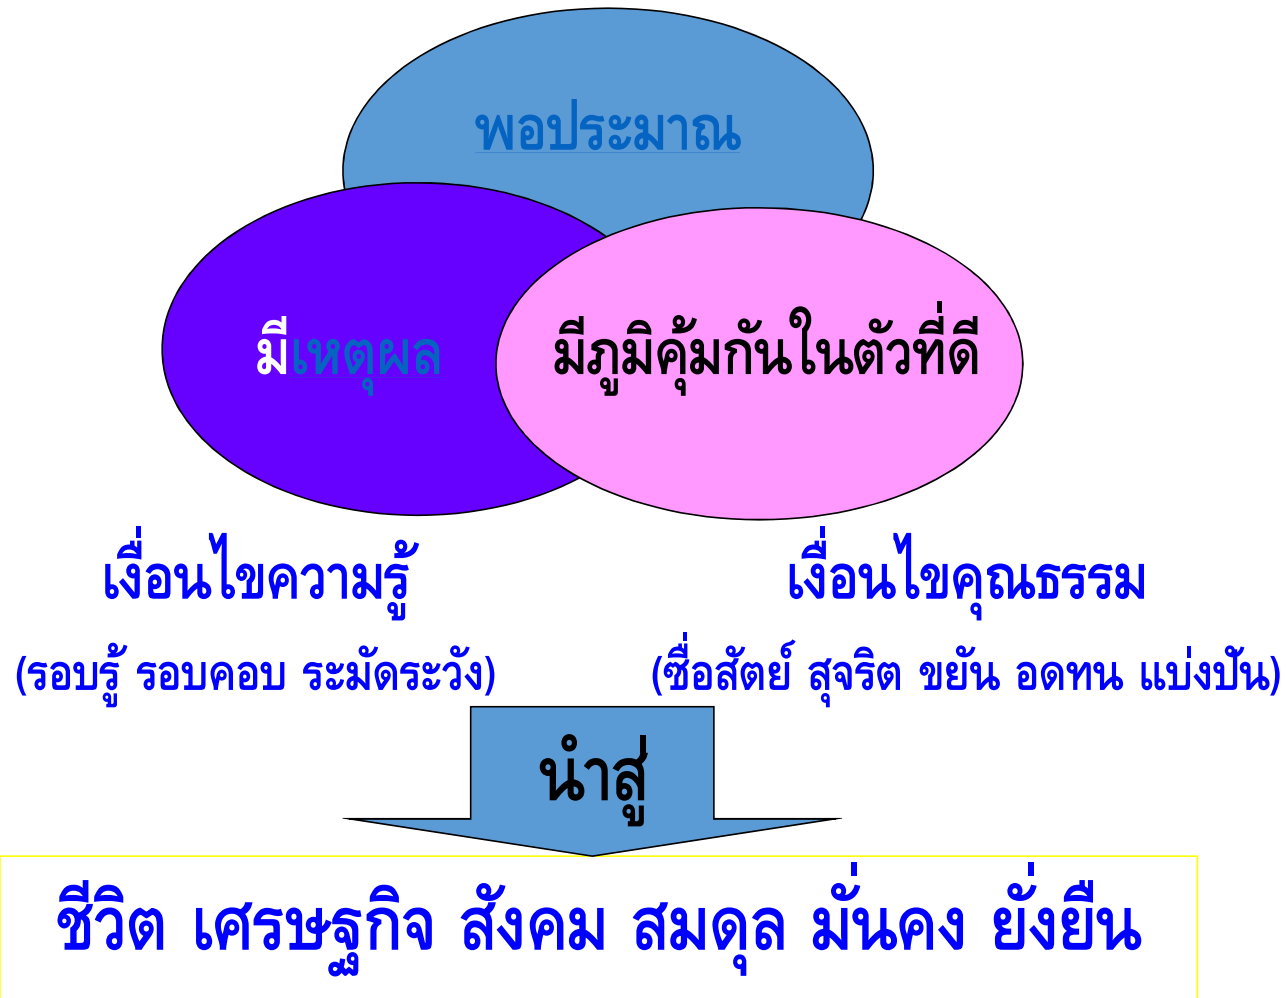 พอประมาณ
มีเหตุผล
มีภูมิคุ้มกันในตัวที่ดี
เงื่อนไขความรู้
(รอบรู้ รอบคอบ ระมัดระวัง)
เงื่อนไขคุณธรรม
(ซื่อสัตย์ สุจริต ขยัน อดทน แบ่งปัน)
นำสู่
ชีวิต เศรษฐกิจ สังคม สมดุล มั่นคง ยั่งยืน